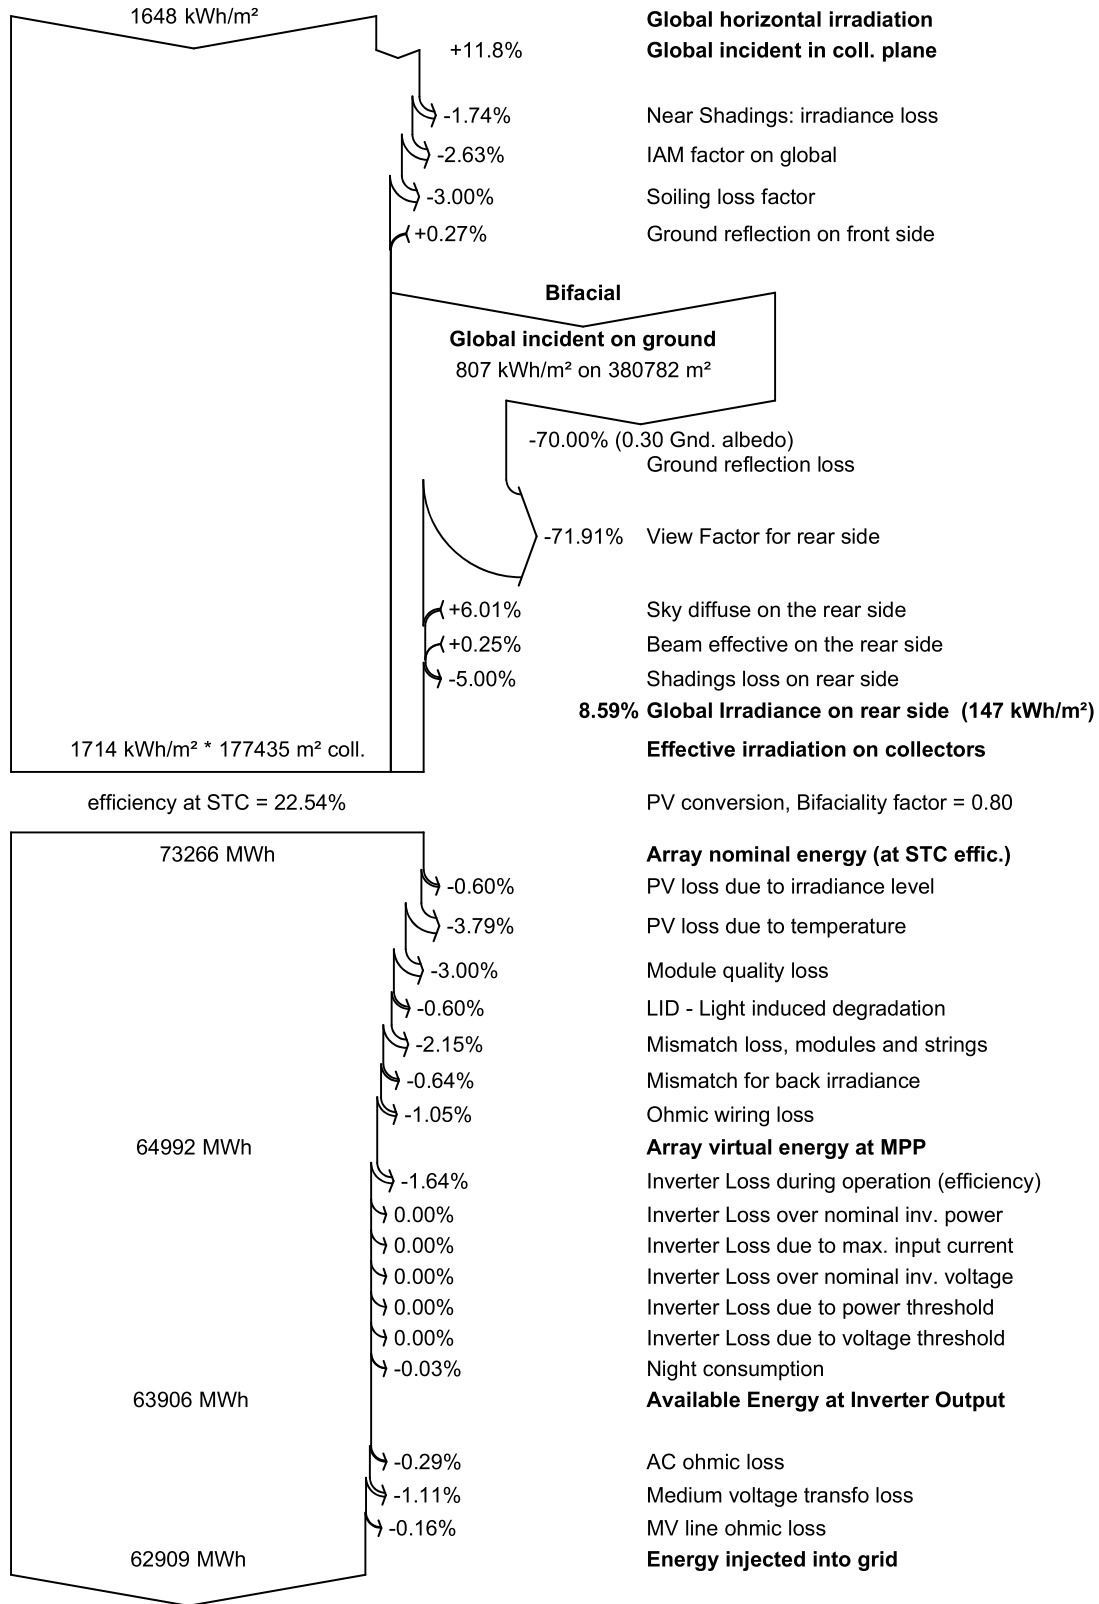 1648 kWh/m² Global horizontal irradiation
+11.8% Global incident in coll. plane
-1.74% Near Shadings: irradiance loss
-2.63% IAM factor on global
-3.00% Soiling loss factor
+0.27% Ground reflection on front side
Bifacial
Global incident on ground
807 kWh/m² on 380782 m²
-70.00% (0.30 Gnd. albedo)
Ground reflection loss
-71.91% View Factor for rear side
+6.01% Sky diffuse on the rear side
+0.25% Beam effective on the rear side
-5.00% Shadings loss on rear side
8.59% Global Irradiance on rear side (147 kWh/m²)
1714 kWh/m² * 177435 m² coll. Effective irradiation on collectors
efficiency at STC = 22.54% PV conversion, Bifaciality factor = 0.80
73266 MWh Array nominal energy (at STC effic.)
-0.60% PV loss due to irradiance level
-3.79% PV loss due to temperature
-3.00% Module quality loss
-0.60% LID - Light induced degradation
-2.15% Mismatch loss, modules and strings
-0.64% Mismatch for back irradiance
-1.05% Ohmic wiring loss
64992 MWh Array virtual energy at MPP
-1.64% Inverter Loss during operation (efficiency)
0.00% Inverter Loss over nominal inv. power
0.00% Inverter Loss due to max. input current
0.00% Inverter Loss over nominal inv. voltage
0.00% Inverter Loss due to power threshold
0.00% Inverter Loss due to voltage threshold
-0.03% Night consumption
63906 MWh Available Energy at Inverter Output
-0.29% AC ohmic loss
-1.11% Medium voltage transfo loss
-0.16% MV line ohmic loss
62909 MWh Energy injected into grid